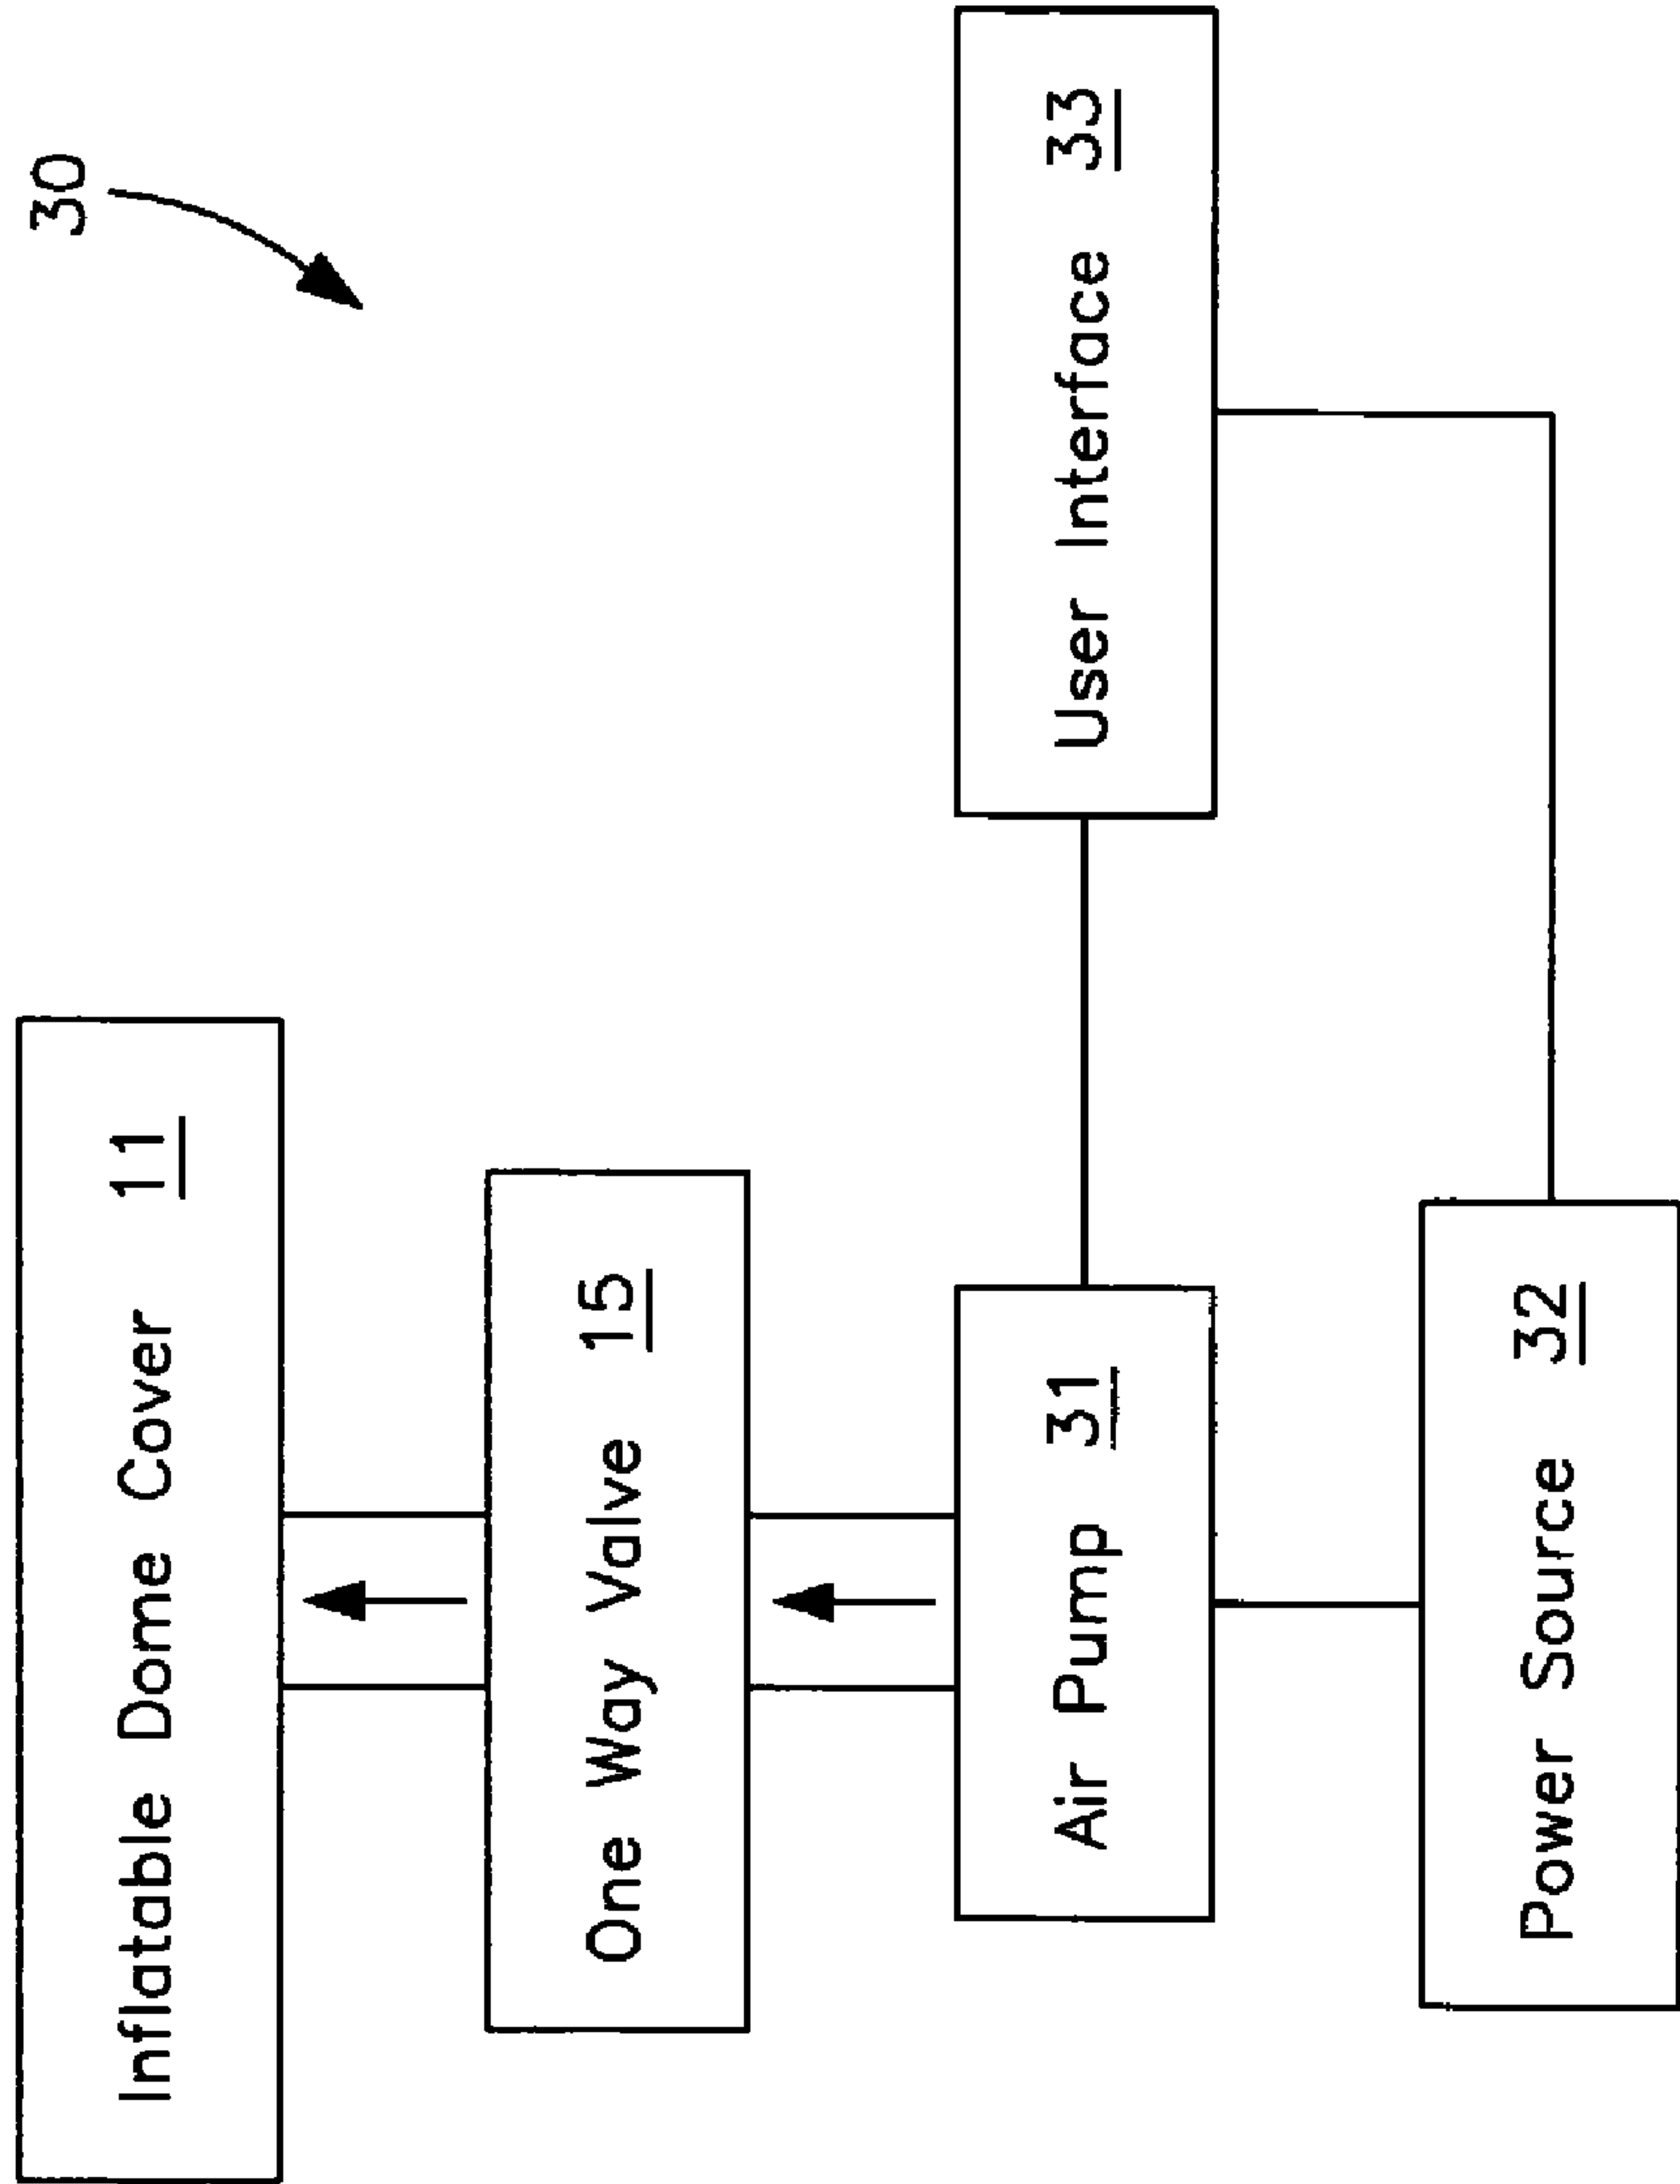 30
Inflatable Dome Cover 11
One Way Valve 15
Air Pump 31
User Interface 33
Power Source 32